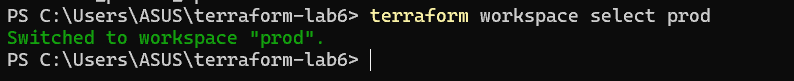 PS C:\Users\ASUS\terraform-lab6> terraform workspace select prod
Switched to workspace "prod".
PS C:\Users\ASUS\terraform-lab6>